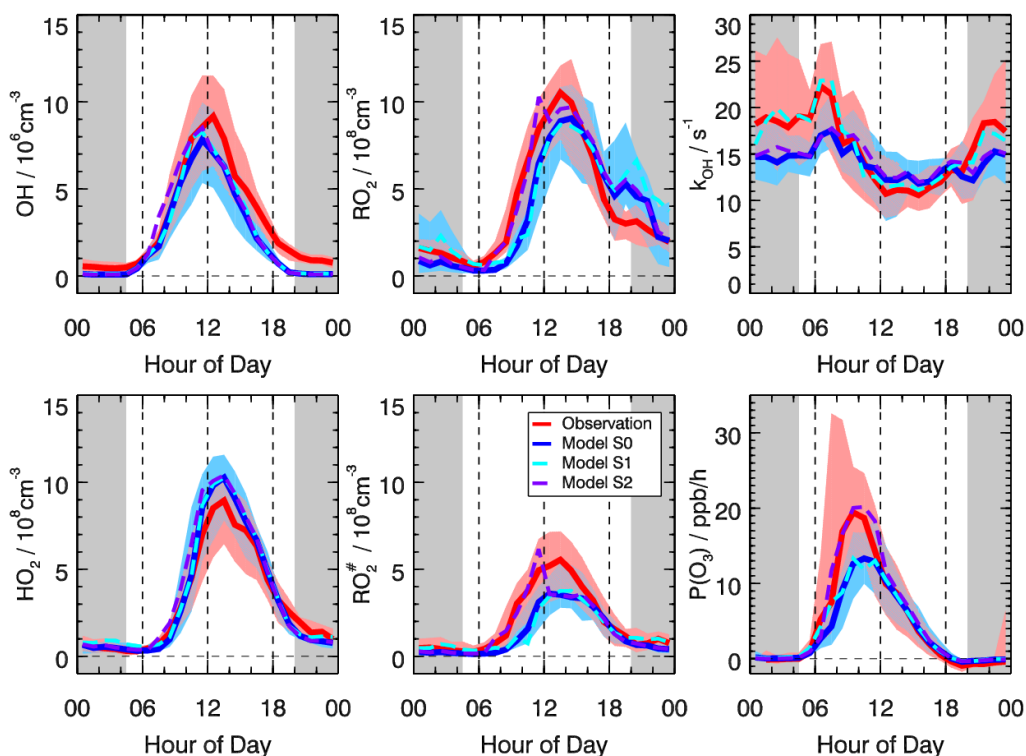 OH / 10⁶cm⁻³
15
10
5
0
00 06 12 18 00
Hour of Day
RO₂ / 10⁸cm⁻³
15
10
5
0
00 06 12 18 00
Hour of Day
k_OH / s⁻¹
30
25
20
15
10
5
0
00 06 12 18 00
Hour of Day
HO₂ / 10⁸cm⁻³
15
10
5
0
00 06 12 18 00
Hour of Day
RO₂# / 10⁸cm⁻³
15
10
5
0
Observation
Model S0
Model S1
Model S2
00 06 12 18 00
Hour of Day
P(O₃) / ppb/h
30
20
10
0
00 06 12 18 00
Hour of Day